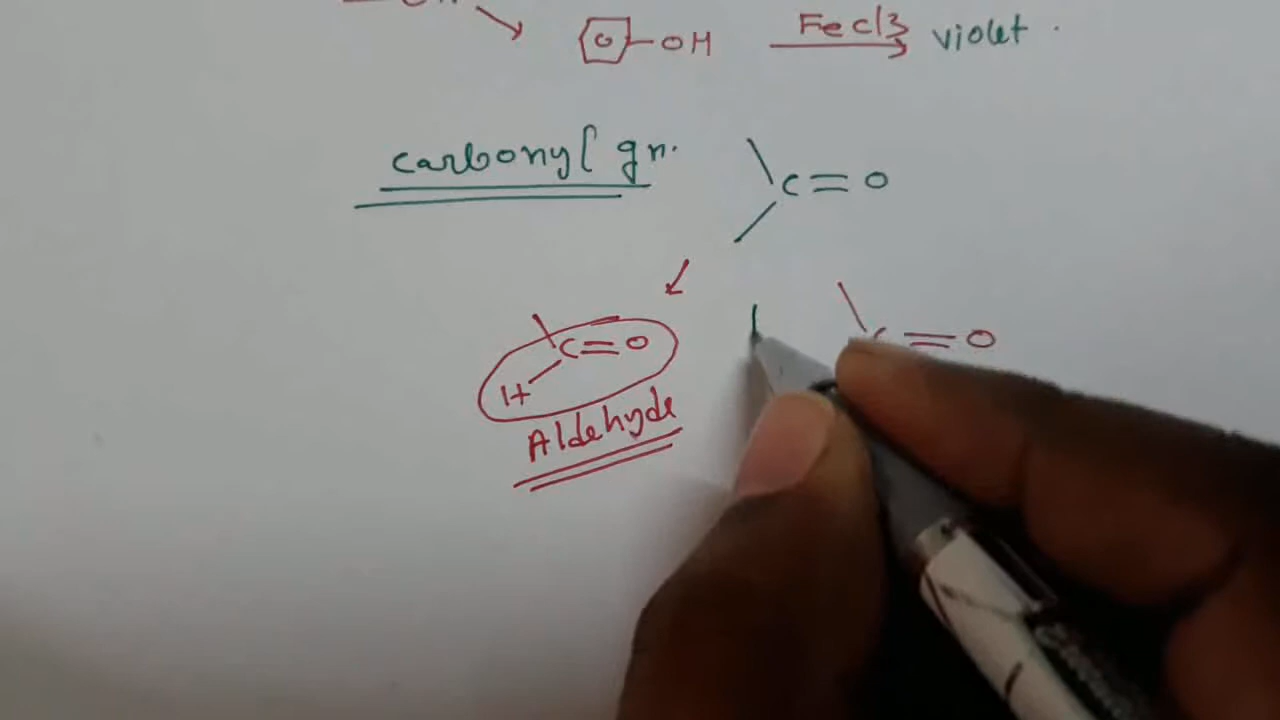 OH FeCl3 violet
carbonyl gr. C=O
C=O C=O
H
Aldehyde